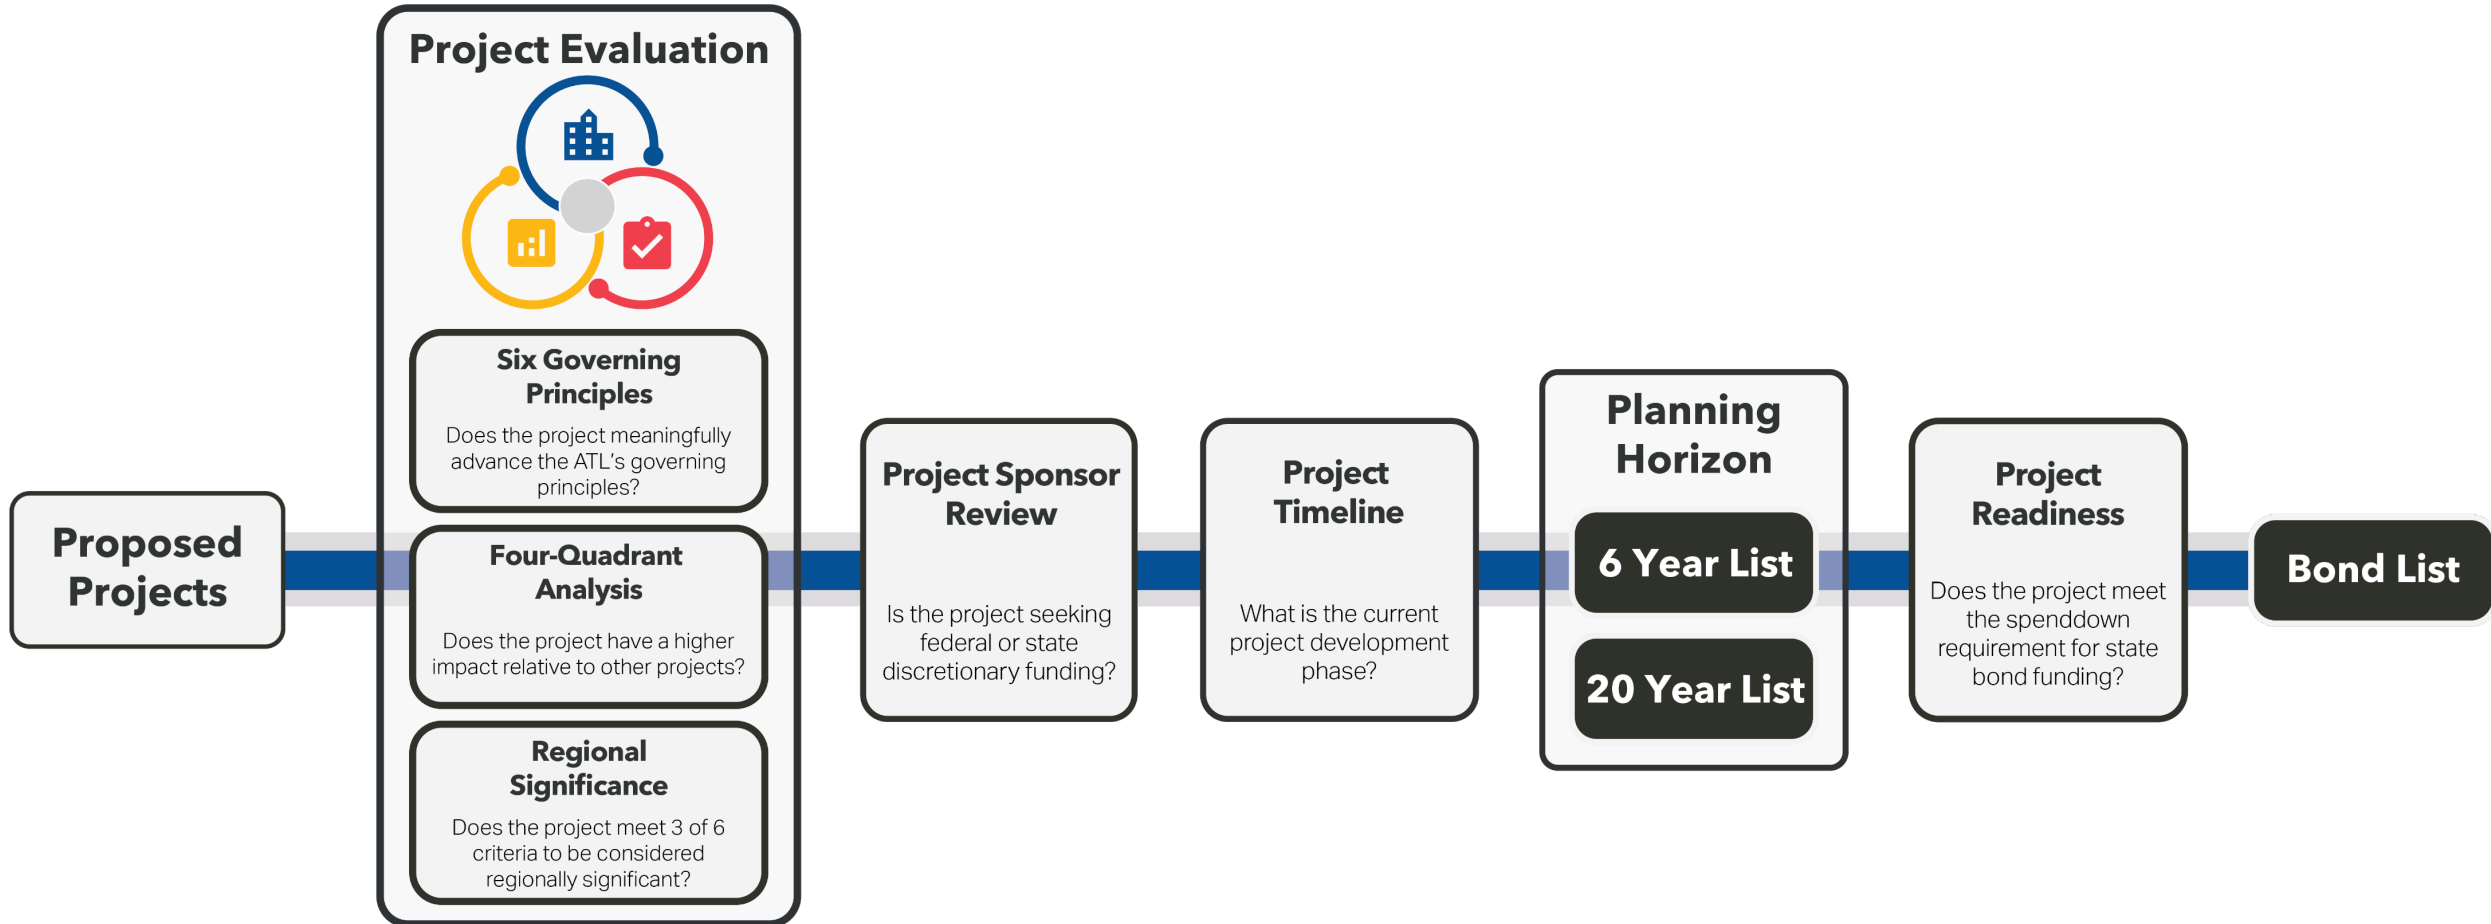 Proposed
Projects
Project Evaluation
Six Governing
Principles
Does the project meaningfully
advance the ATL's governing
principles?
Four-Quadrant
Analysis
Does the project have a higher
impact relative to other projects?
Regional
Significance
Does the project meet 3 of 6
criteria to be considered
regionally significant?
Project Sponsor
Review
Is the project seeking
federal or state
discretionary funding?
Project
Timeline
What is the current
project development
phase?
Planning
Horizon
6 Year List
20 Year List
Project
Readiness
Does the project meet
the spenddown
requirement for state
bond funding?
Bond List